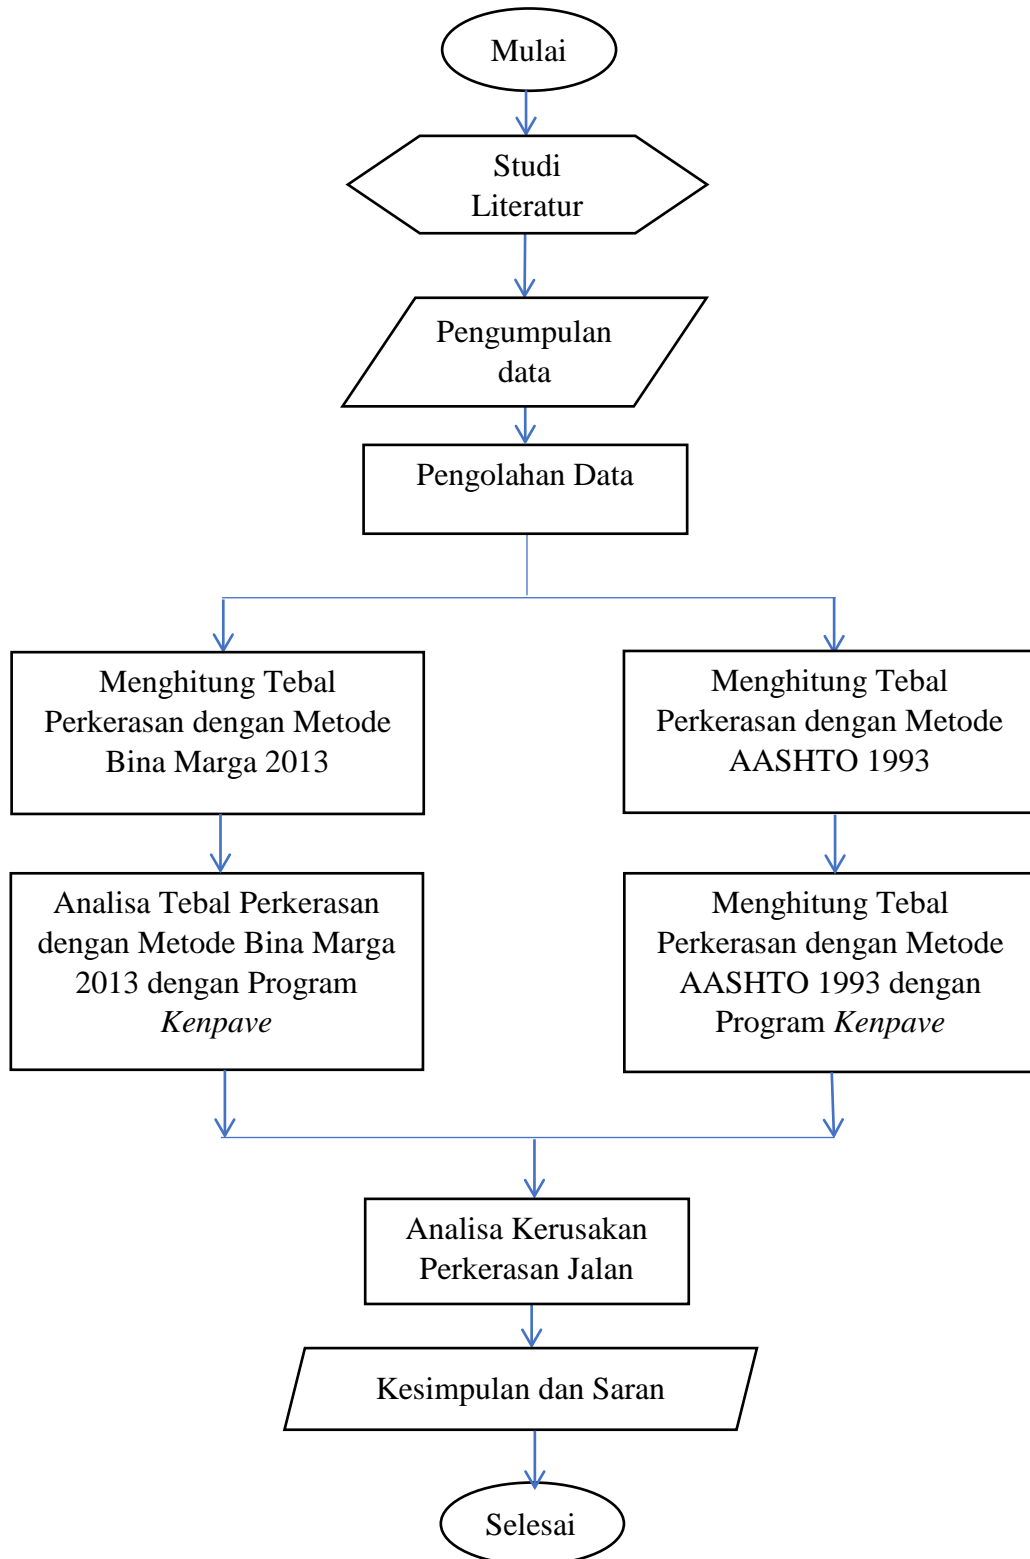 Mulai
Studi
Literatur
Pengumpulan
data
Pengolahan Data
Menghitung Tebal
Perkerasan dengan Metode
Bina Marga 2013
Menghitung Tebal
Perkerasan dengan Metode
AASHTO 1993
Analisa Tebal Perkerasan
dengan Metode Bina Marga
2013 dengan Program
Kenpave
Menghitung Tebal
Perkerasan dengan Metode
AASHTO 1993 dengan
Program Kenpave
Analisa Kerusakan
Perkerasan Jalan
Kesimpulan dan Saran
Selesai